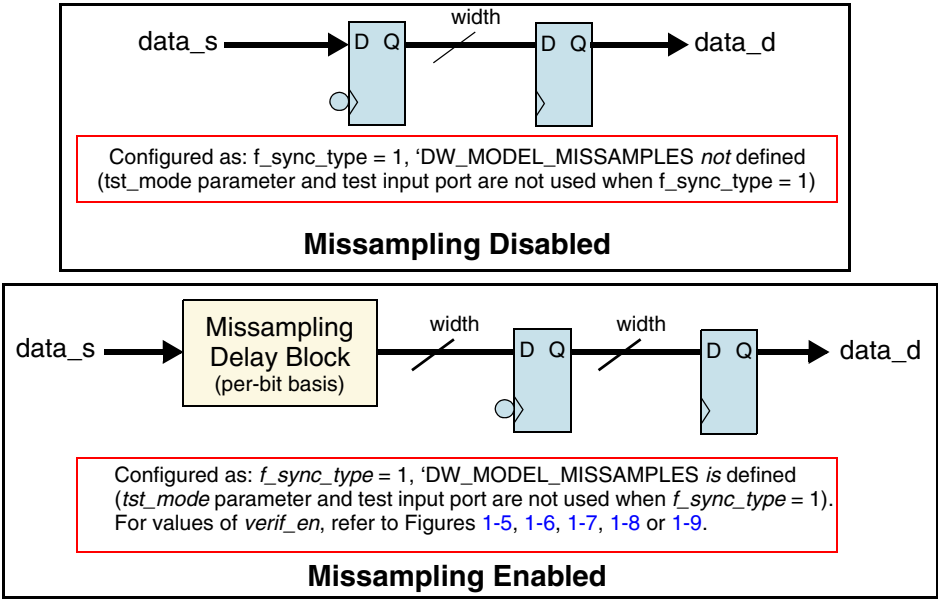 width
data_s
D Q
D Q
data_d
Configured as: f_sync_type = 1, ‘DW_MODEL_MISSAMPLES not defined
(tst_mode parameter and test input port are not used when f_sync_type = 1)
Missampling Disabled
data_s
Missampling
Delay Block
(per-bit basis)
width
D Q
width
D Q
data_d
Configured as: f_sync_type = 1, ‘DW_MODEL_MISSAMPLES is defined
(tst_mode parameter and test input port are not used when f_sync_type = 1).
For values of verif_en, refer to Figures 1-5, 1-6, 1-7, 1-8 or 1-9.
Missampling Enabled